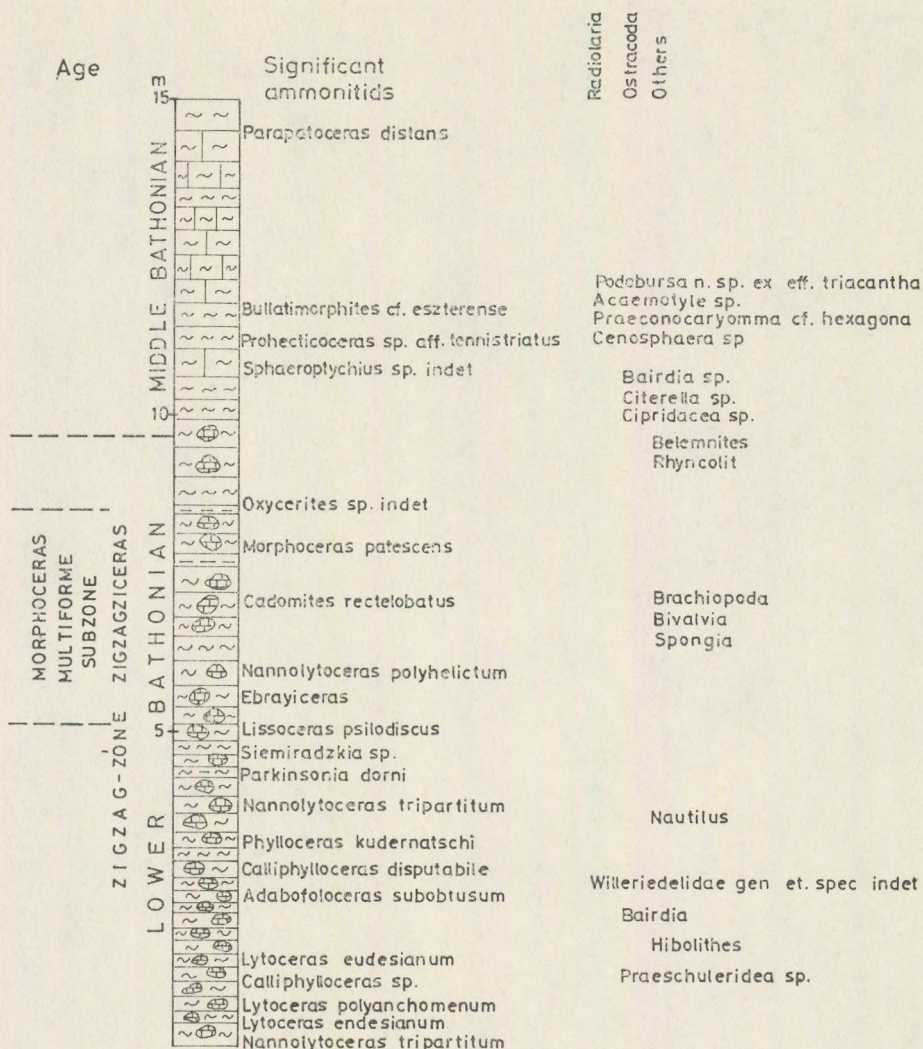 Age
m
Significant
ammonitids
Radiolaria
Ostracoda
Others
15
MIDDLE BATHONIAN
Parapatoceras distans
Podobursa n. sp. ex eff. triacantha
Acaemotyle sp.
Bullatimorphites cf. eszterense
Praeconocaryomma cf. hexagona
Prohecticoceras sp. aff. tennistriatus
Cenosphaera sp
Sphaeroptychius sp. indet
Bairdia sp.
Citerella sp.
10
Cipridacea sp.
Belemnites
Rhyncolit
Oxycerites sp. indet
MORPHOCERAS
MULTIFORME
SUBZONE
ZIGZAG-ZÓNE ZIGZAGZICERAS
LOWER BATHONIAN
Morphoceras patescens
Cadomites rectelobatus
Brachiopoda
Bivalvia
Spongia
Nannolytoceras polyhelictum
Ebrayiceras
5
Lissoceras psilodiscus
Siemiradzkia sp.
Parkinsonia dorni
Nannolytoceras tripartitum
Nautilus
Phylloceras kudernatschi
Calliphylloceras disputabile
Willeriedelidae gen et. spec indet
Adabofoloceras subobtusum
Bairdia
Hibolithes
Lytoceras eudesianum
Praeschuleridea sp.
Calliphylloceras sp.
Lytoceras polyanchomenum
Lytoceras endesianum
Nannolytoceras tripartitum